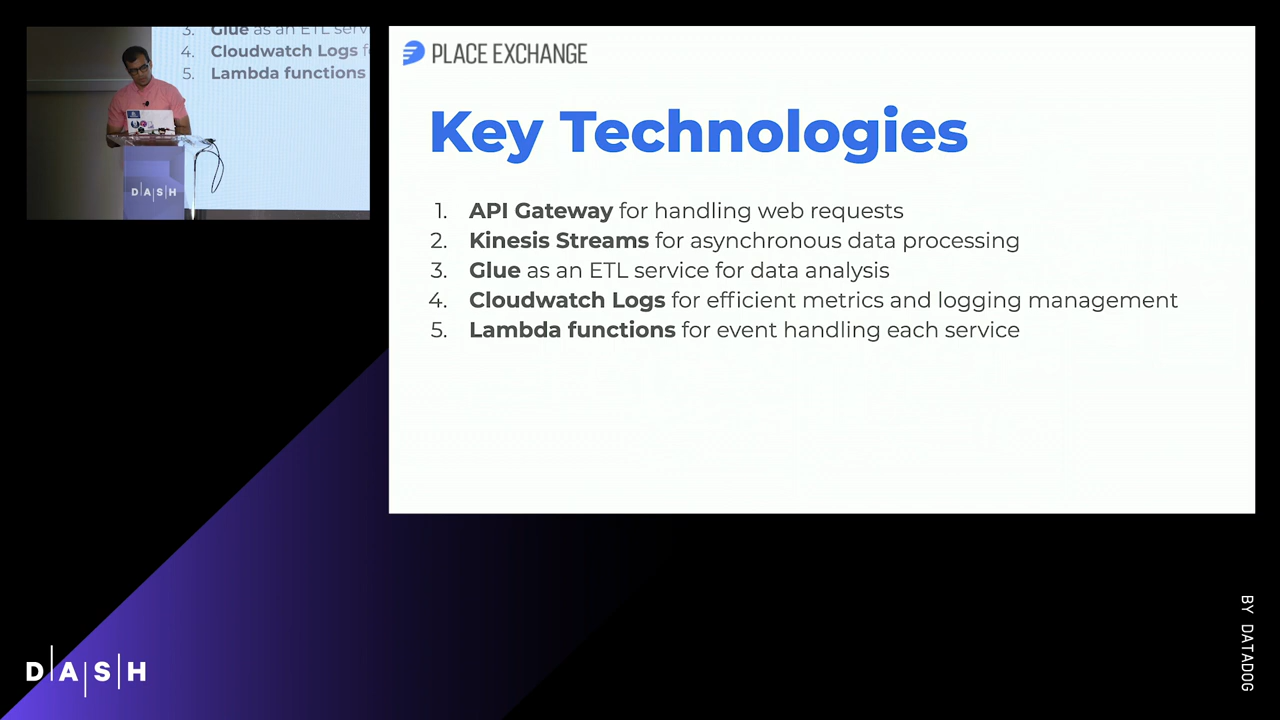 3. Glue as an ETL serv
4. Cloudwatch Logs f
5. Lambda functions
D|A|S|H
PLACE EXCHANGE
Key Technologies
1. API Gateway for handling web requests
2. Kinesis Streams for asynchronous data processing
3. Glue as an ETL service for data analysis
4. Cloudwatch Logs for efficient metrics and logging management
5. Lambda functions for event handling each service
D|A|S|H
BY DATADOG